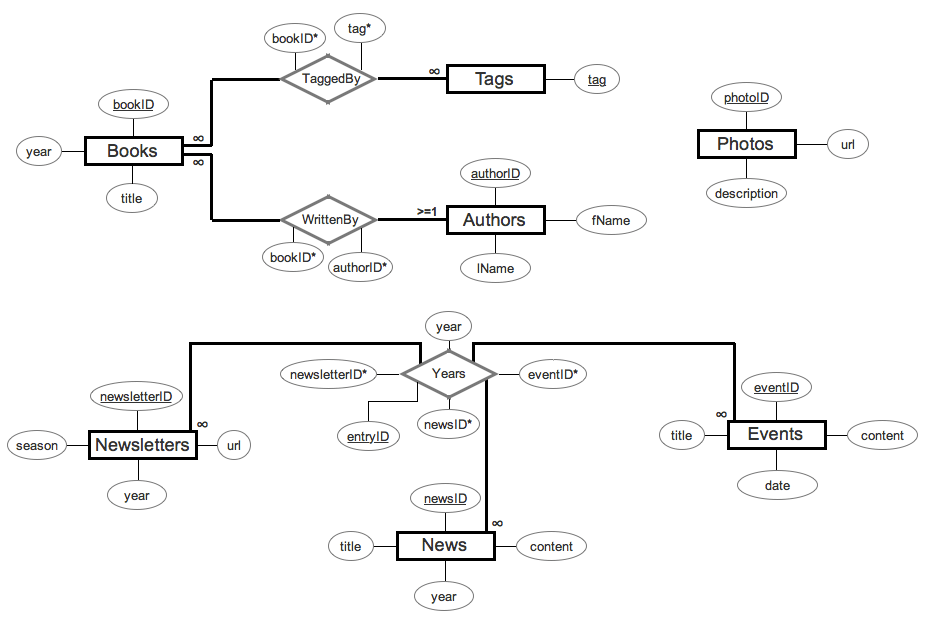 tag*
bookID*
∞
TaggedBy
Tags
tag
bookID
photoID
∞
year
Books
∞
title
Photos
url
description
authorID
>=1
WrittenBy
Authors
fName
bookID*
authorID*
lName
year
newsletterID*
Years
eventID*
newsletterID
∞
entryID
newsID*
eventID
∞
season
Newsletters
url
title
Events
content
year
date
newsID
∞
title
News
content
year